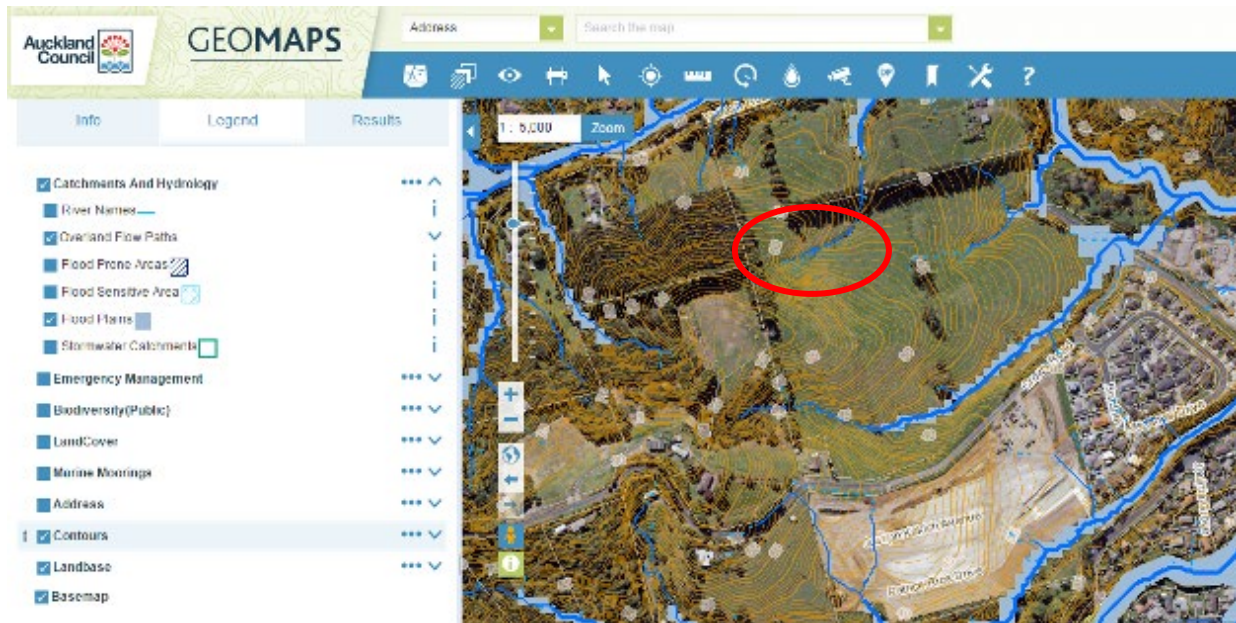 Auckland
Council
GEOMAPS
Address
Search the map
Info
Legend
Results
1 : 5,000
Zoom
Catchments And Hydrology
River Names
Overland Flow Paths
Flood Prone Areas
Flood Sensitive Area
Flood Plains
Stormwater Catchments
Emergency Management
Biodiversity(Public)
LandCover
Marine Moorings
Address
Contours
Landbase
Basemap